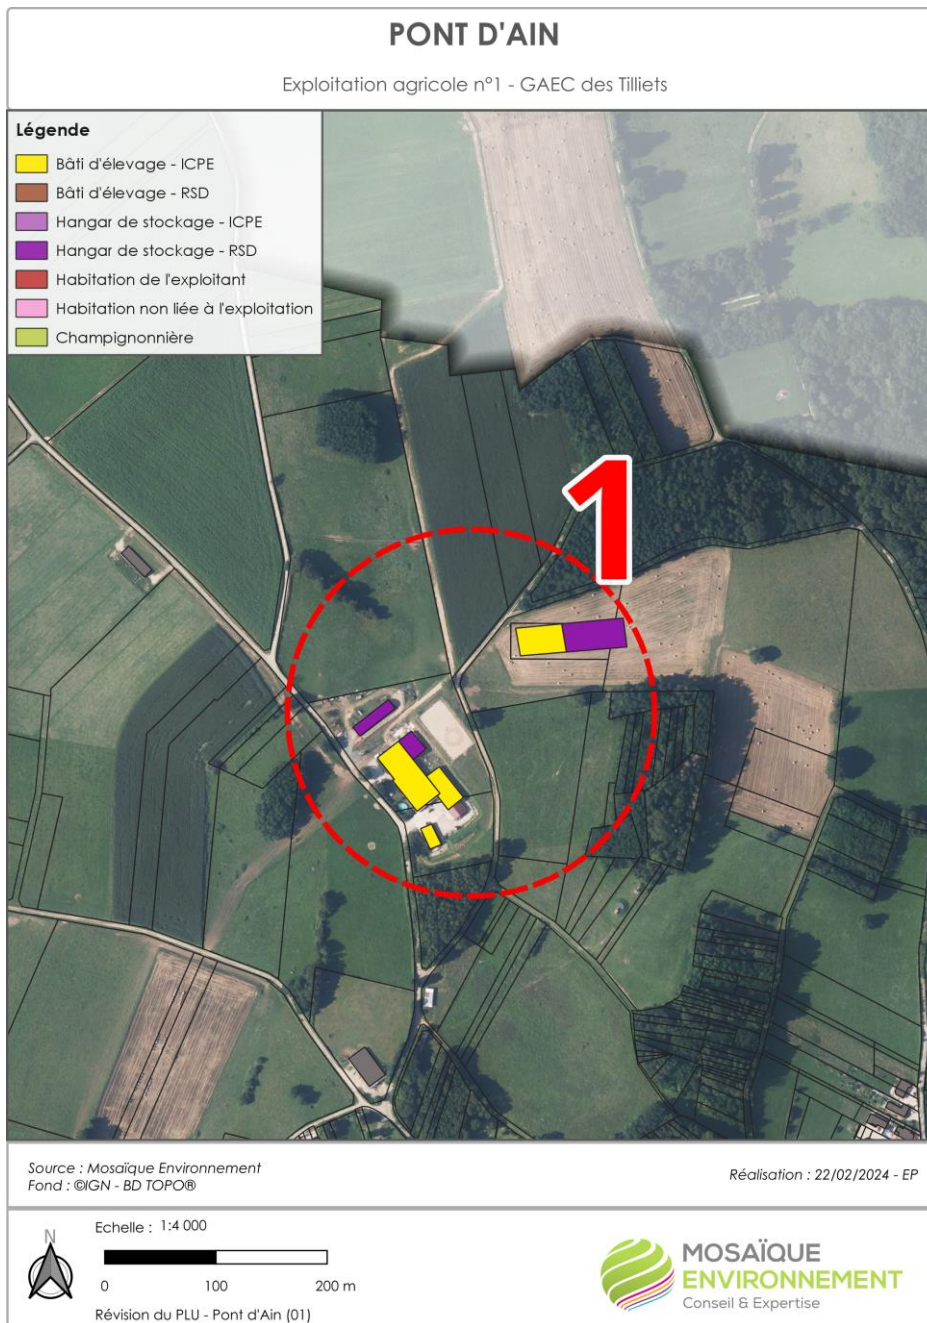 PONT D'AIN
Exploitation agricole n°1 - GAEC des Tilliets
Légende
Bâti d'élevage - ICPE
Bâti d'élevage - RSD
Hangar de stockage - ICPE
Hangar de stockage - RSD
Habitation de l'exploitant
Habitation non liée à l'exploitation
Champignonnière
1
Source : Mosaïque Environnement
Fond : ©IGN - BD TOPO®
Réalisation : 22/02/2024 - EP
N
Echelle : 1:4 000
0 100 200 m
Révision du PLU - Pont d'Ain (01)
MOSAÏQUE
ENVIRONNEMENT
Conseil & Expertise